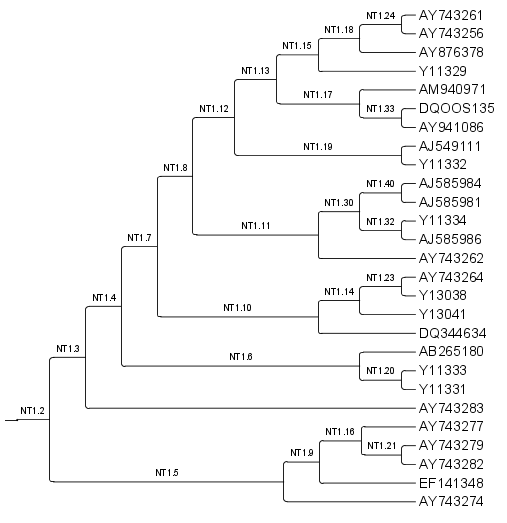 NT1.24 AY743261
NT1.18 AY743256
NT1.15 AY876378
NT1.13 Y11329
AM940971
NT1.17 DQOOS135
NT1.33 AY941086
NT1.12 AJ549111
NT1.19 Y11332
NT1.8 NT1.40 AJ585984
AJ585981
NT1.30 Y11334
NT1.11 NT1.32 AJ585986
NT1.7 AY743262
NT1.23 AY743264
NT1.14 Y13038
NT1.10 Y13041
NT1.4 DQ344634
NT1.6 AB265180
NT1.3 NT1.20 Y11333
Y11331
NT1.2 AY743283
NT1.16 AY743277
NT1.21 AY743279
NT1.9 AY743282
NT1.5 EF141348
AY743274